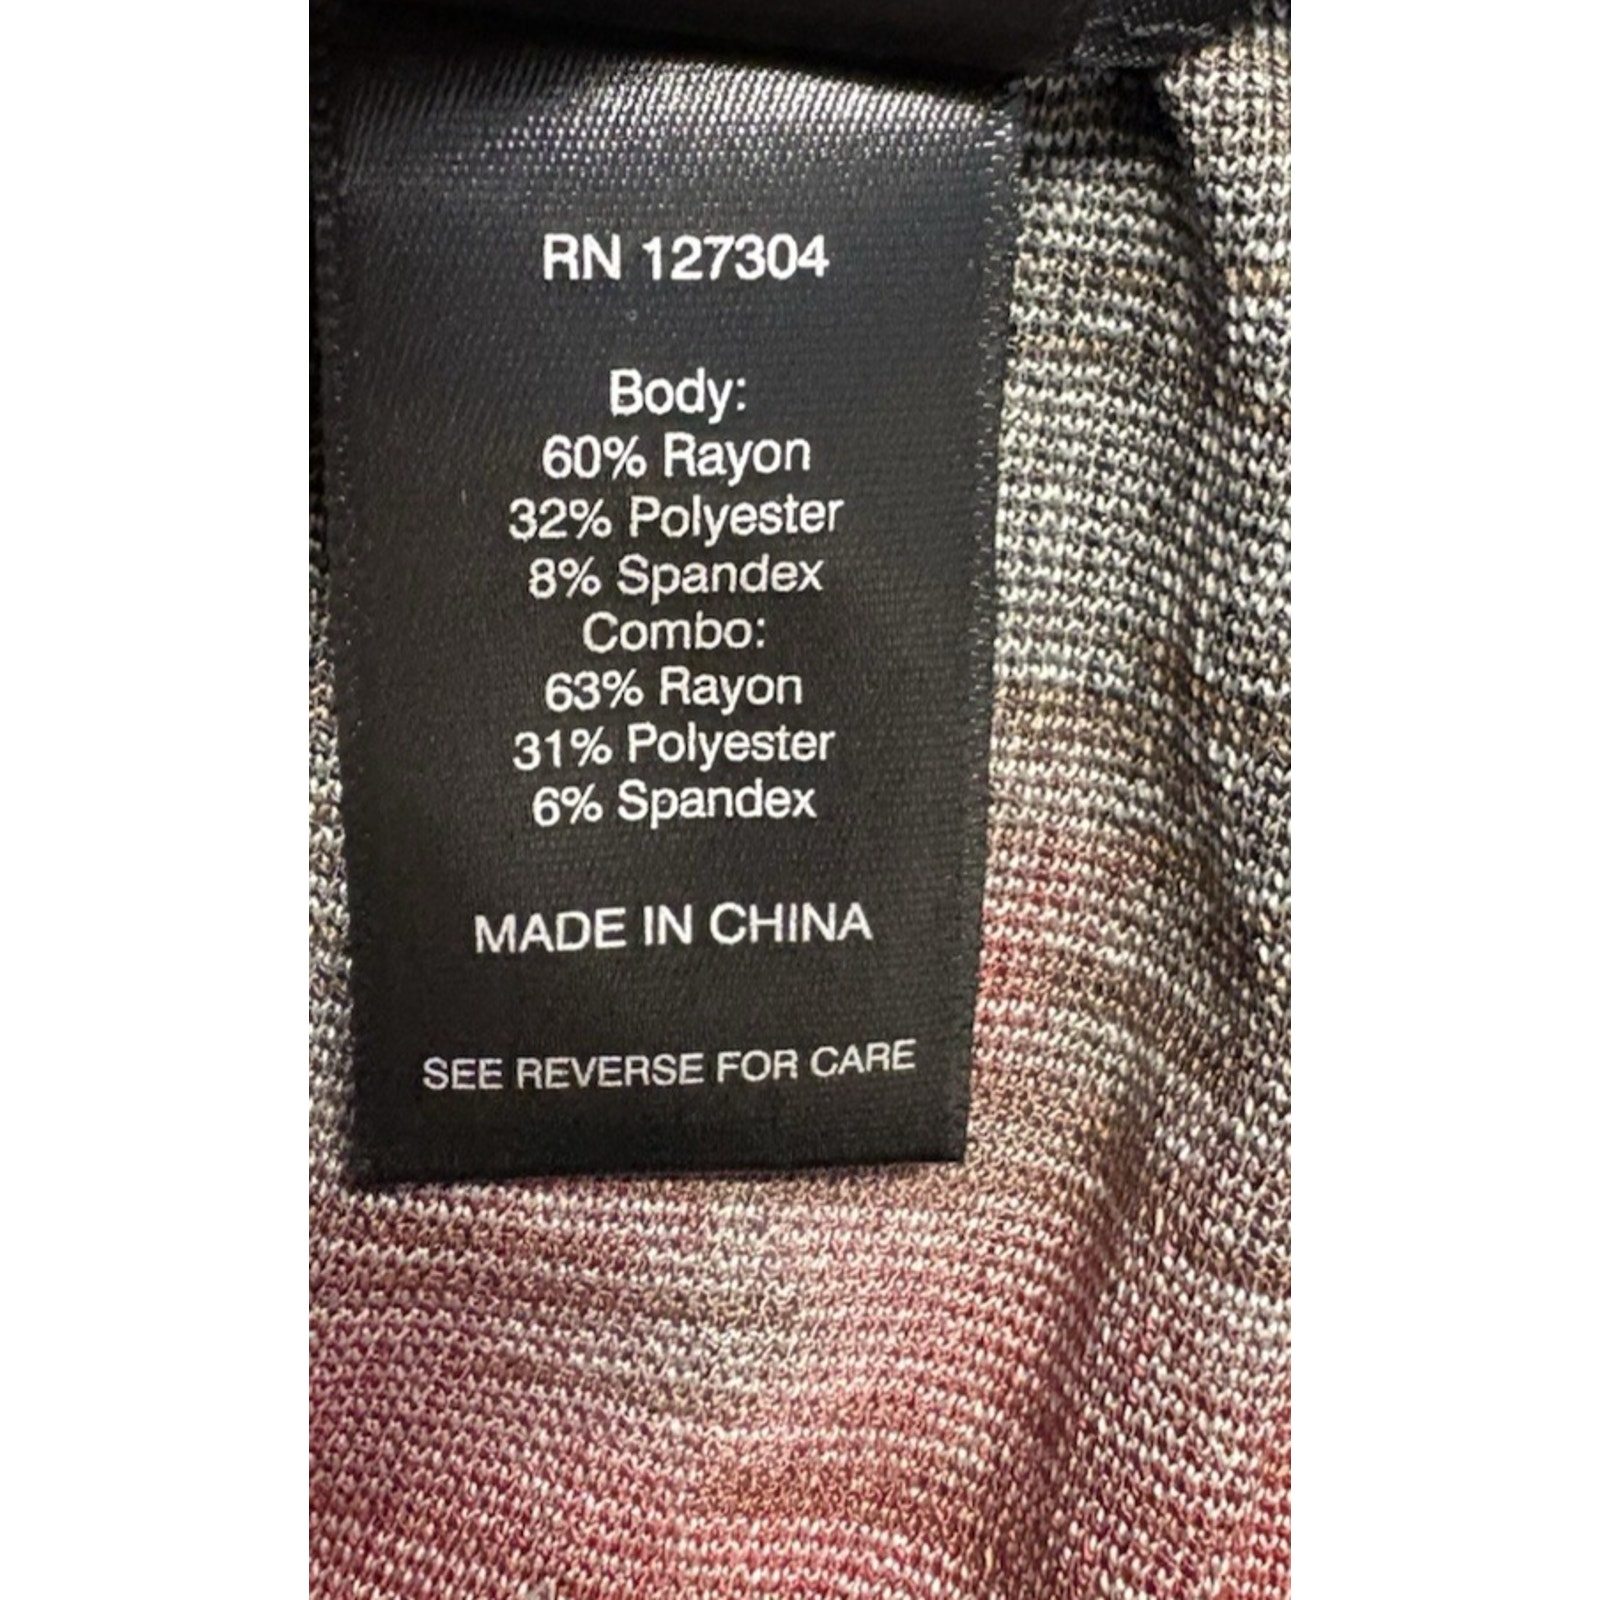 RN 127304
Body:
60% Rayon
32% Polyester
8% Spandex
Combo:
63% Rayon
31% Polyester
6% Spandex
MADE IN CHINA
SEE REVERSE FOR CARE